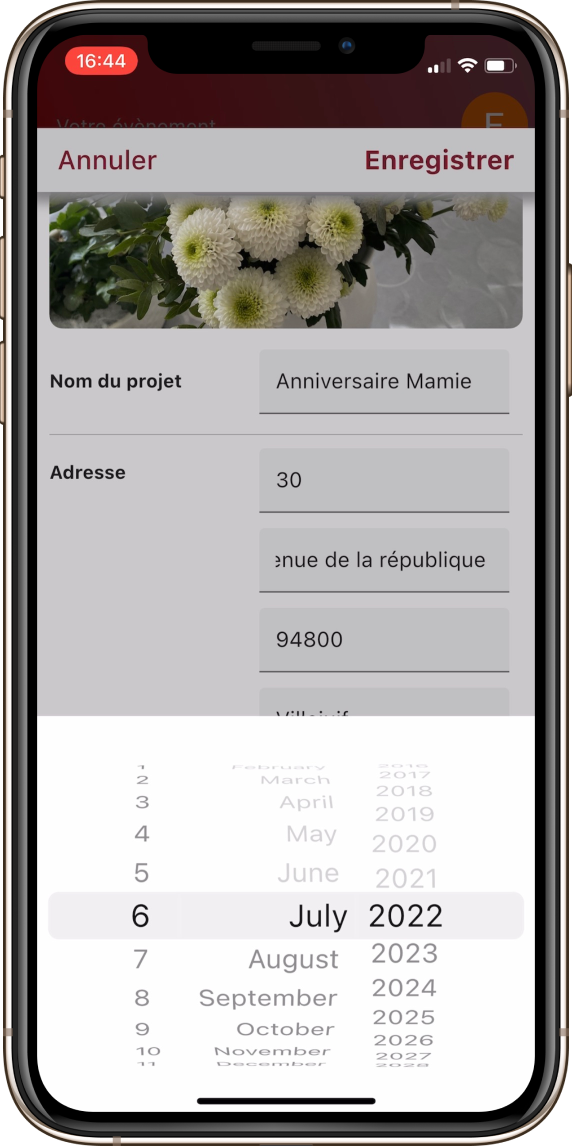 16:44
Votre évènement
E
Annuler Enregistrer
Nom du projet Anniversaire Mamie
Adresse 30
enue de la république
94800
Villejuif
1 February 2016
2 March 2017
3 April 2018
2019
4 May 2020
5 June 2021
6 July 2022
7 August 2023
8 September 2024
2025
9 October 2026
10 November 2027
11 December 2028